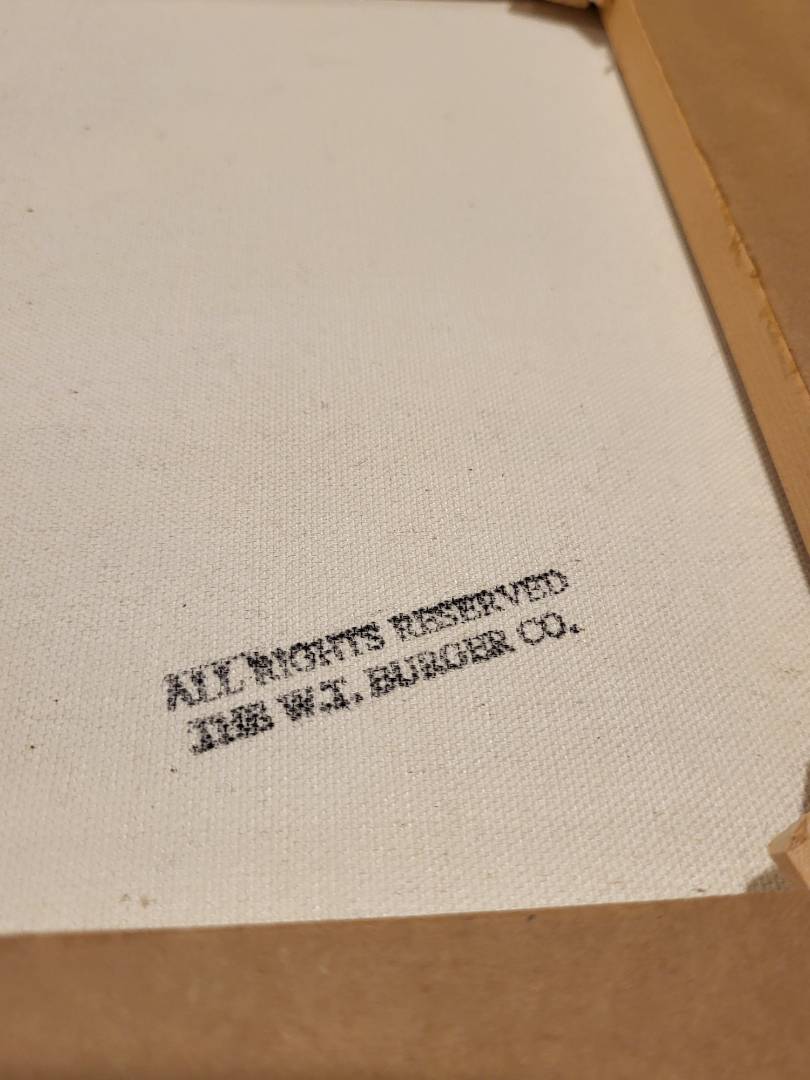 ALL RIGHTS RESERVED
THE W.I. BURGER CO.